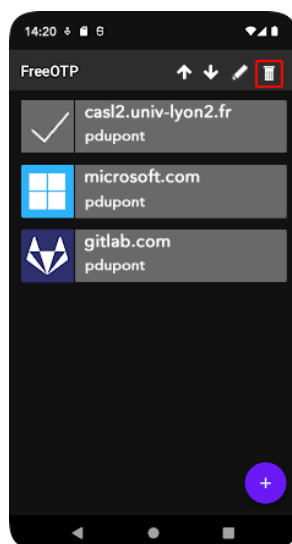 14:20
FreeOTP
casl2.univ-lyon2.fr
pdupont
microsoft.com
pdupont
gitlab.com
pdupont